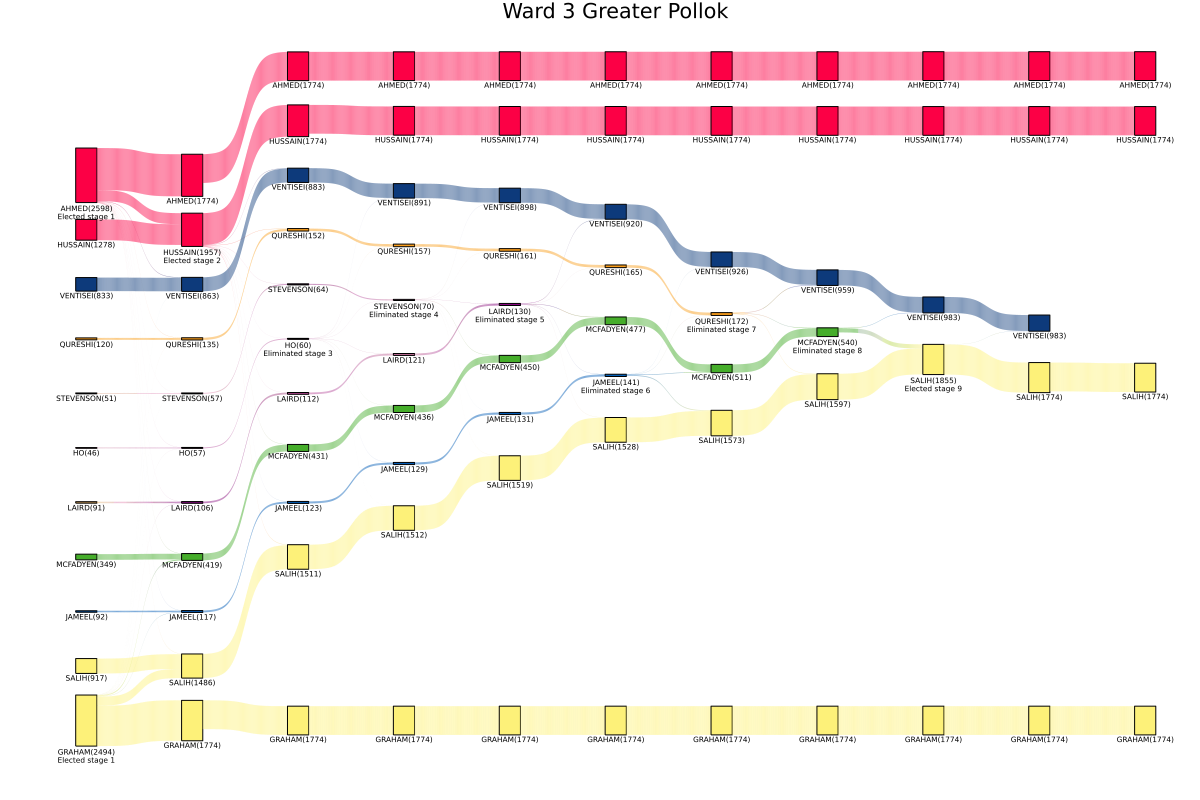 Ward 3 Greater Pollok
AHMED(2598)
Elected stage 1
HUSSAIN(1278)
VENTISEI(833)
QURESHI(120)
STEVENSON(51)
HO(46)
LAIRD(91)
MCFADYEN(349)
JAMEEL(92)
SALIH(917)
GRAHAM(2494)
Elected stage 1
AHMED(1774)
HUSSAIN(1957)
Elected stage 2
VENTISEI(863)
QURESHI(135)
STEVENSON(57)
HO(57)
LAIRD(106)
MCFADYEN(419)
JAMEEL(117)
SALIH(1486)
GRAHAM(1774)
AHMED(1774)
HUSSAIN(1774)
VENTISEI(883)
QURESHI(152)
STEVENSON(64)
HO(60)
Eliminated stage 3
LAIRD(112)
MCFADYEN(431)
JAMEEL(123)
SALIH(1511)
GRAHAM(1774)
AHMED(1774)
HUSSAIN(1774)
VENTISEI(891)
QURESHI(157)
STEVENSON(70)
Eliminated stage 4
LAIRD(121)
MCFADYEN(436)
JAMEEL(129)
SALIH(1512)
GRAHAM(1774)
AHMED(1774)
HUSSAIN(1774)
VENTISEI(898)
QURESHI(161)
LAIRD(130)
Eliminated stage 5
MCFADYEN(450)
JAMEEL(131)
SALIH(1519)
GRAHAM(1774)
AHMED(1774)
HUSSAIN(1774)
VENTISEI(920)
QURESHI(165)
MCFADYEN(477)
JAMEEL(141)
Eliminated stage 6
SALIH(1528)
GRAHAM(1774)
AHMED(1774)
HUSSAIN(1774)
VENTISEI(926)
QURESHI(172)
Eliminated stage 7
MCFADYEN(511)
SALIH(1573)
GRAHAM(1774)
AHMED(1774)
HUSSAIN(1774)
VENTISEI(959)
MCFADYEN(540)
Eliminated stage 8
SALIH(1597)
GRAHAM(1774)
AHMED(1774)
HUSSAIN(1774)
VENTISEI(983)
SALIH(1855)
Elected stage 9
GRAHAM(1774)
AHMED(1774)
HUSSAIN(1774)
VENTISEI(983)
SALIH(1774)
GRAHAM(1774)
AHMED(1774)
HUSSAIN(1774)
SALIH(1774)
GRAHAM(1774)